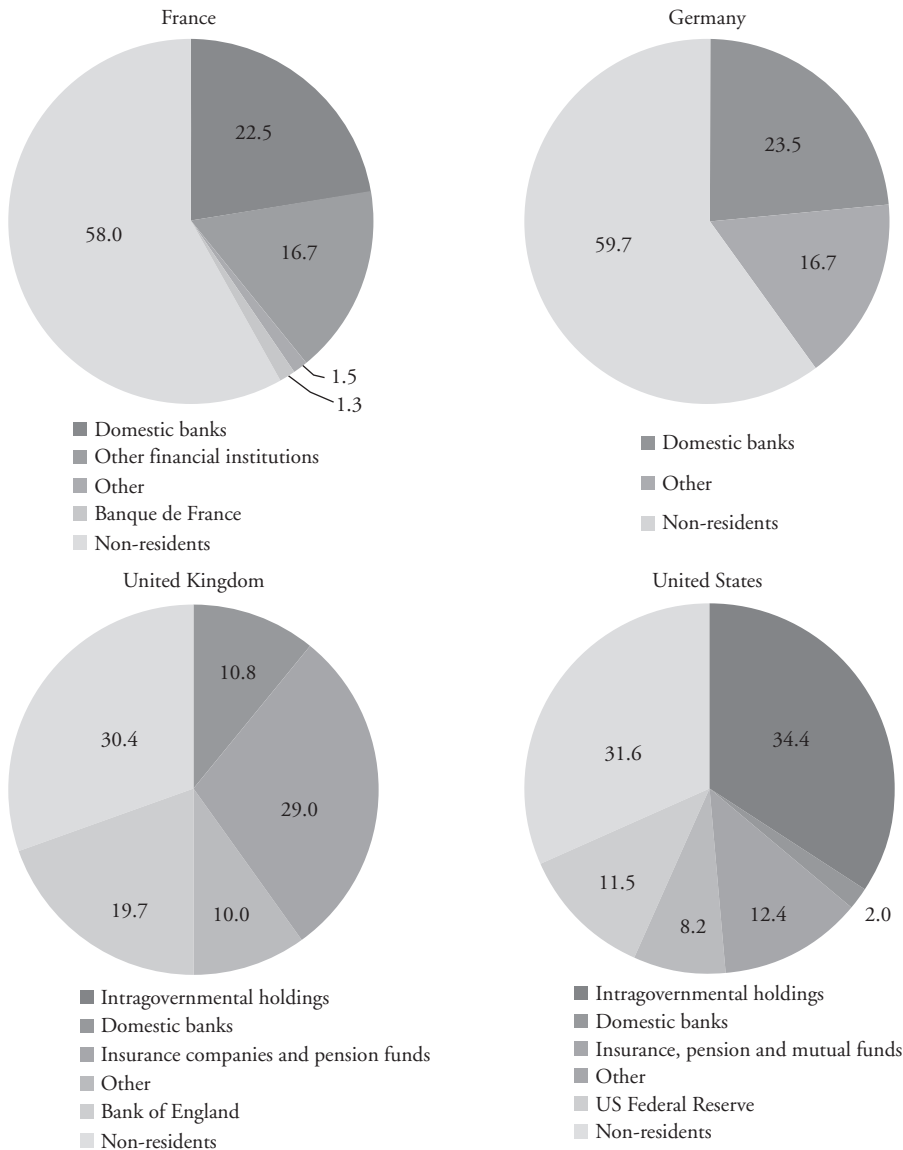 France
22.5
58.0
16.7
1.5
1.3
Domestic banks
Other financial institutions
Other
Banque de France
Non-residents
Germany
23.5
59.7
16.7
Domestic banks
Other
Non-residents
United Kingdom
10.8
30.4
29.0
19.7
10.0
Intragovernmental holdings
Domestic banks
Insurance companies and pension funds
Other
Bank of England
Non-residents
United States
34.4
31.6
11.5
8.2
12.4
2.0
Intragovernmental holdings
Domestic banks
Insurance, pension and mutual funds
Other
US Federal Reserve
Non-residents